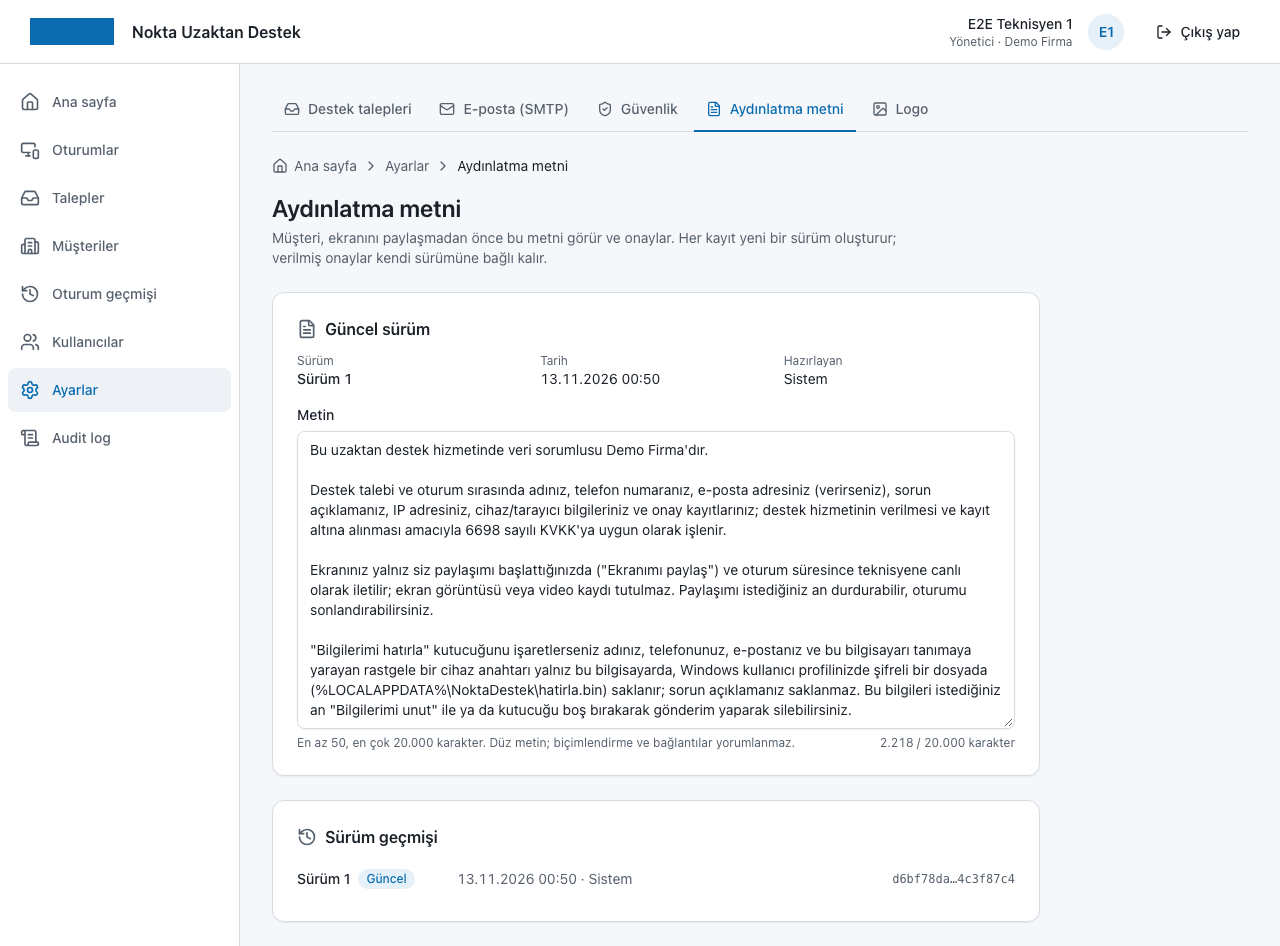 Nokta Uzaktan Destek
E2E Teknisyen 1
Yönetici · Demo Firma
E1
Çıkış yap
Ana sayfa
Oturumlar
Talepler
Müşteriler
Oturum geçmişi
Kullanıcılar
Ayarlar
Audit log
Destek talepleri
E-posta (SMTP)
Güvenlik
Aydınlatma metni
Logo
Ana sayfa > Ayarlar > Aydınlatma metni
Aydınlatma metni
Müşteri, ekranını paylaşmadan önce bu metni görür ve onaylar. Her kayıt yeni bir sürüm oluşturur;
verilmiş onaylar kendi sürümüne bağlı kalır.
Güncel sürüm
Sürüm
Sürüm 1
Tarih
13.11.2026 00:50
Hazırlayan
Sistem
Metin
Bu uzaktan destek hizmetinde veri sorumlusu Demo Firma'dır.
Destek talebi ve oturum sırasında adınız, telefon numaranız, e-posta adresiniz (verirseniz), sorun
açıklamanız, IP adresiniz, cihaz/tarayıcı bilgileriniz ve onay kayıtlarınız; destek hizmetinin verilmesi ve kayıt
altına alınması amacıyla 6698 sayılı KVKK'ya uygun olarak işlenir.
Ekranınız yalnız siz paylaşımı başlattığınızda ("Ekranımı paylaş") ve oturum süresince teknisyene canlı
olarak iletilir; ekran görüntüsü veya video kaydı tutulmaz. Paylaşımı istediğiniz an durdurabilir, oturumu
sonlandırabilirsiniz.
"Bilgilerimi hatırla" kutucuğunu işaretlerseniz adınız, telefonunuz, e-postanız ve bu bilgisayarı tanımaya
yarayan rastgele bir cihaz anahtarı yalnız bu bilgisayarda, Windows kullanıcı profilinizde şifreli bir dosyada
(%LOCALAPPDATA%\NoktaDestek\hatirla.bin) saklanır; sorun açıklamanız saklanmaz. Bu bilgileri istediğiniz
an "Bilgilerimi unut" ile ya da kutucuğu boş bırakarak gönderim yaparak silebilirsiniz.
En az 50, en çok 20.000 karakter. Düz metin; biçimlendirme ve bağlantılar yorumlanmaz.
2.218 / 20.000 karakter
Sürüm geçmişi
Sürüm 1 Güncel 13.11.2026 00:50 · Sistem d6bf78da…4c3f87c4